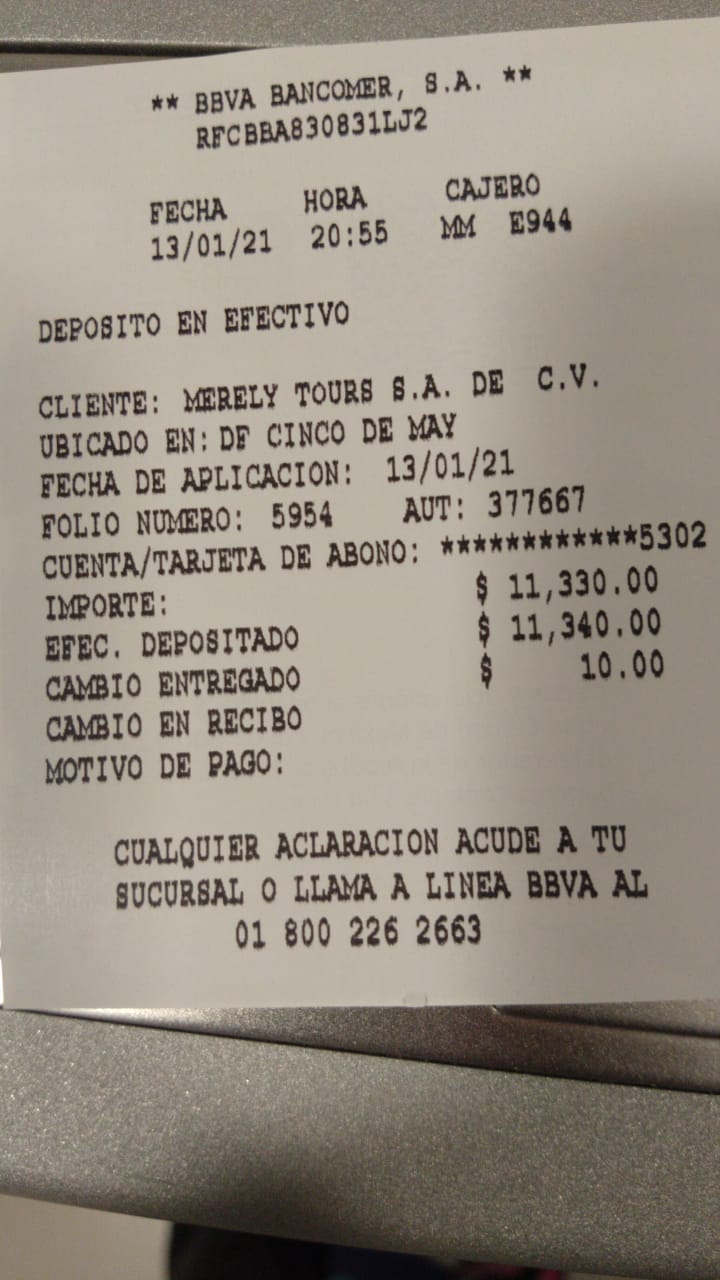 ** BBVA BANCOMER, S.A. **
RFCBBA830831LJ2
FECHA HORA CAJERO
13/01/21 20:55 MM E944
DEPOSITO EN EFECTIVO
CLIENTE: MERELY TOURS S.A. DE C.V.
UBICADO EN: DF CINCO DE MAY
FECHA DE APLICACION: 13/01/21
FOLIO NUMERO: 5954 AUT: 377667
CUENTA/TARJETA DE ABONO: ************5302
IMPORTE: $ 11,330.00
EFEC. DEPOSITADO $ 11,340.00
CAMBIO ENTREGADO $ 10.00
CAMBIO EN RECIBO
MOTIVO DE PAGO:
CUALQUIER ACLARACION ACUDE A TU
SUCURSAL O LLAMA A LINEA BBVA AL
01 800 226 2663